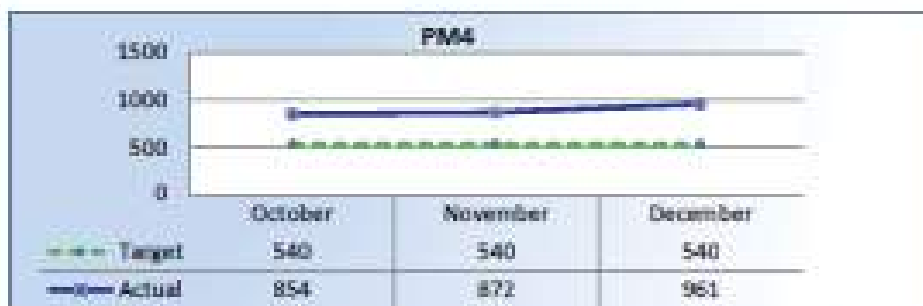 PM4
1500
1000
500
0
October November December
Target 540 540 540
Actual 854 872 961